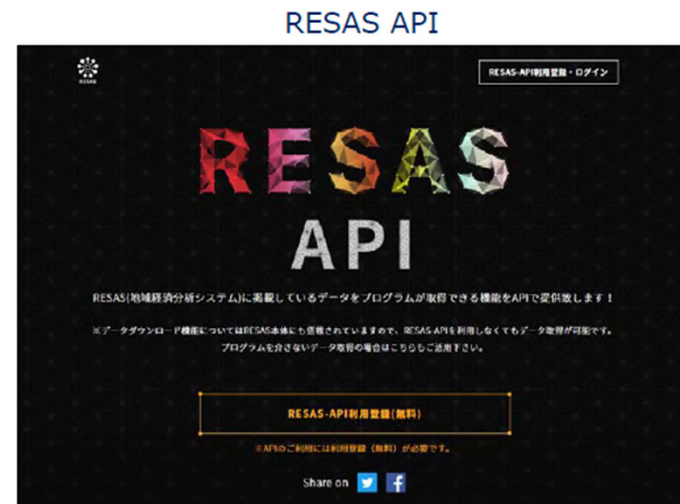 RESAS API
RESAS
RESAS-API利用登録・ログイン
RESAS
API
RESAS(地域経済分析システム)に掲載しているデータをプログラムが取得できる機能をAPIで提供致します！
※データダウンロード機能についてはRESAS本体にも搭載されていますので、RESAS-APIを利用しなくてもデータ取得が可能です。
プログラムを介さないデータ取得の場合はこちらもご活用下さい。
RESAS-API利用登録(無料)
※APIのご利用には利用登録（無料）が必要です。
Share on